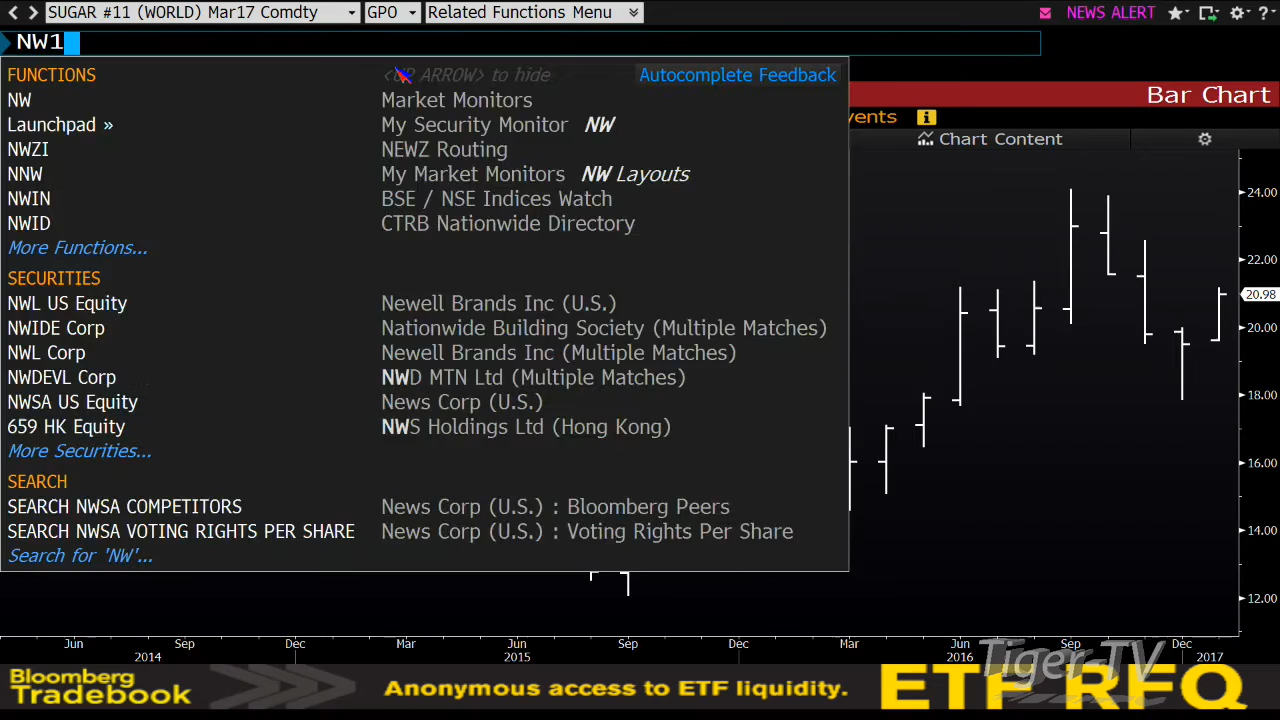 SUGAR #11 (WORLD) Mar17 Comdty GPO Related Functions Menu NEWS ALERT ?
NW1
FUNCTIONS <UP ARROW> to hide Autocomplete Feedback
NW Market Monitors
Launchpad » My Security Monitor NW
NWZI NEWZ Routing
NNW My Market Monitors NW Layouts
NWIN BSE / NSE Indices Watch
NWID CTRB Nationwide Directory
More Functions...
SECURITIES
NWL US Equity Newell Brands Inc (U.S.)
NWIDE Corp Nationwide Building Society (Multiple Matches)
NWL Corp Newell Brands Inc (Multiple Matches)
NWDEVL Corp NWD MTN Ltd (Multiple Matches)
NWSA US Equity News Corp (U.S.)
659 HK Equity NWS Holdings Ltd (Hong Kong)
More Securities...
SEARCH
SEARCH NWSA COMPETITORS News Corp (U.S.) : Bloomberg Peers
SEARCH NWSA VOTING RIGHTS PER SHARE News Corp (U.S.) : Voting Rights Per Share
Search for 'NW'...
Bar Chart
vents
Chart Content
24.00
22.00
20.98
20.00
18.00
16.00
14.00
12.00
Jun Sep Dec Mar Jun Sep Dec Mar Jun Sep Dec
2014 2015 2016 2017
Bloomberg
Tradebook
Anonymous access to ETF liquidity.
ETF RFQ
Tiger-TV